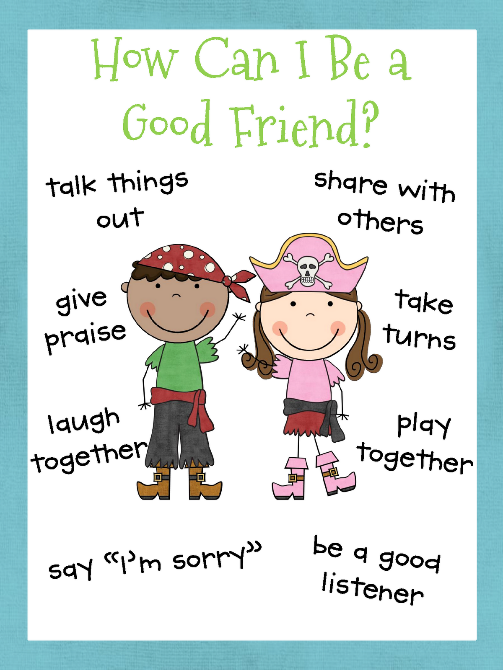 How Can I Be a
Good Friend?
talk things
out
share with
others
give
praise
take
turns
laugh
together
play
together
say “I’m sorry”
be a good
listener